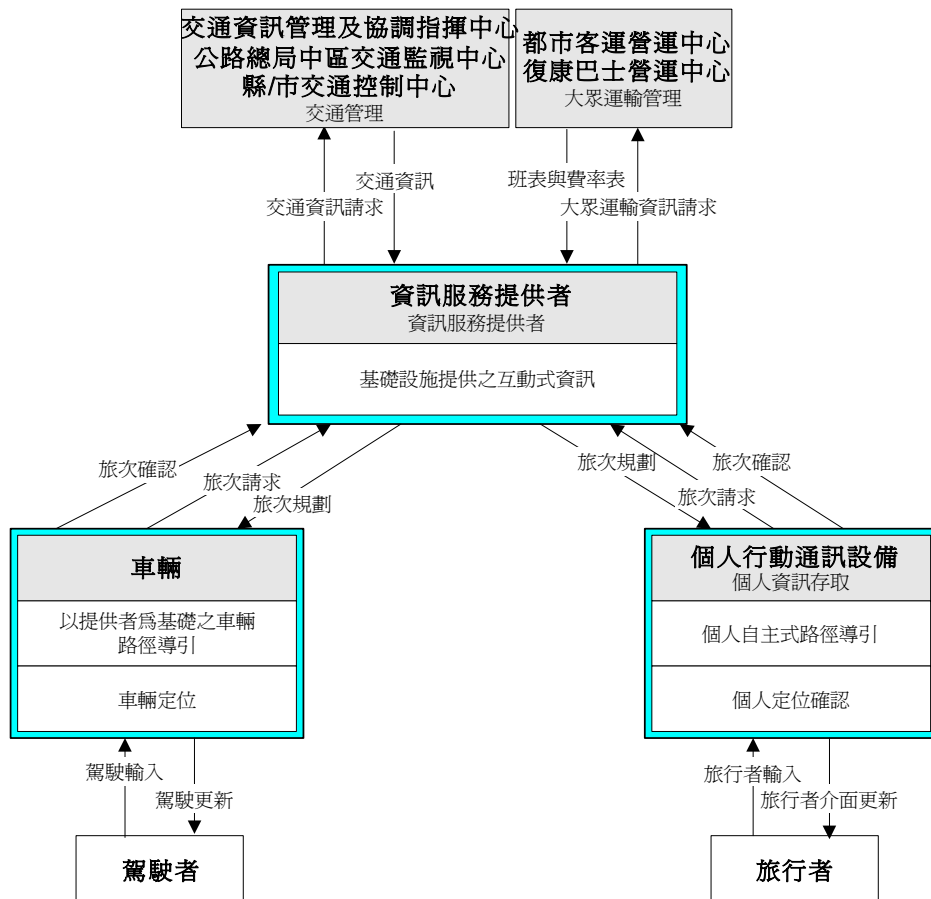 交通資訊管理及協調指揮中心
公路總局中區交通監視中心
縣/市交通控制中心
交通管理
都市客運營運中心
復康巴士營運中心
大眾運輸管理
交通資訊
交通資訊請求
班表與費率表
大眾運輸資訊請求
資訊服務提供者
資訊服務提供者
基礎設施提供之互動式資訊
旅次確認
旅次請求
旅次規劃
旅次規劃
旅次確認
旅次請求
車輛
以提供者為基礎之車輛
路徑導引
車輛定位
個人行動通訊設備
個人資訊存取
個人自主式路徑導引
個人定位確認
駕駛輸入
駕駛更新
旅行者輸入
旅行者介面更新
駕駛者
旅行者